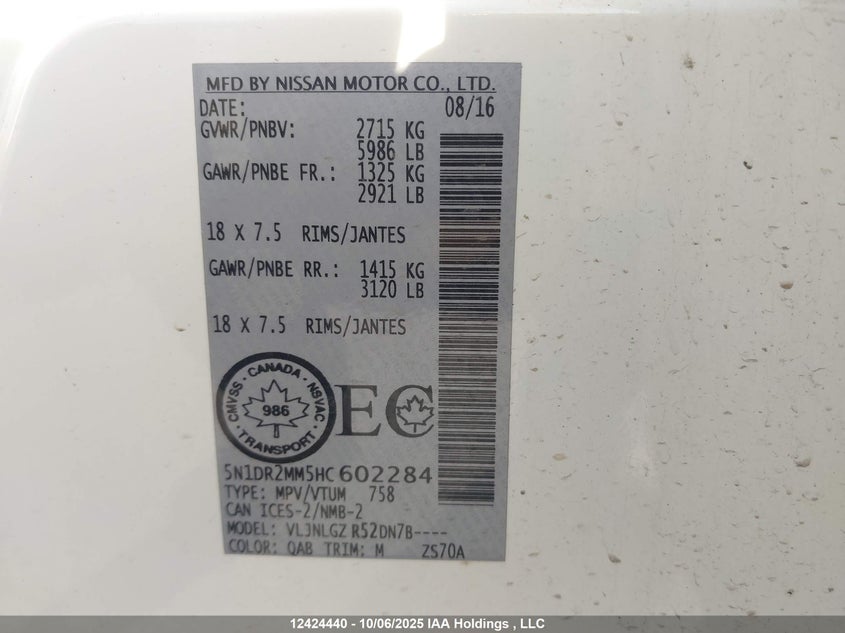 MFD BY NISSAN MOTOR CO., LTD.
DATE: 08/16
GVWR/PNBV: 2715 KG
5986 LB
GAWR/PNBE FR.: 1325 KG
2921 LB
18 X 7.5 RIMS/JANTES
GAWR/PNBE RR.: 1415 KG
3120 LB
18 X 7.5 RIMS/JANTES
CMVSS · CANADA · NSVAC · TRANSPORT ·
986
EC
5N1DR2MM5HC602284
TYPE: MPV/VTUM 758
CAN ICES-2/NMB-2
MODEL: VLJNLGZ R52DN7B----
COLOR: QAB TRIM: M ZS70A
12424440 - 10/06/2025 IAA Holdings , LLC